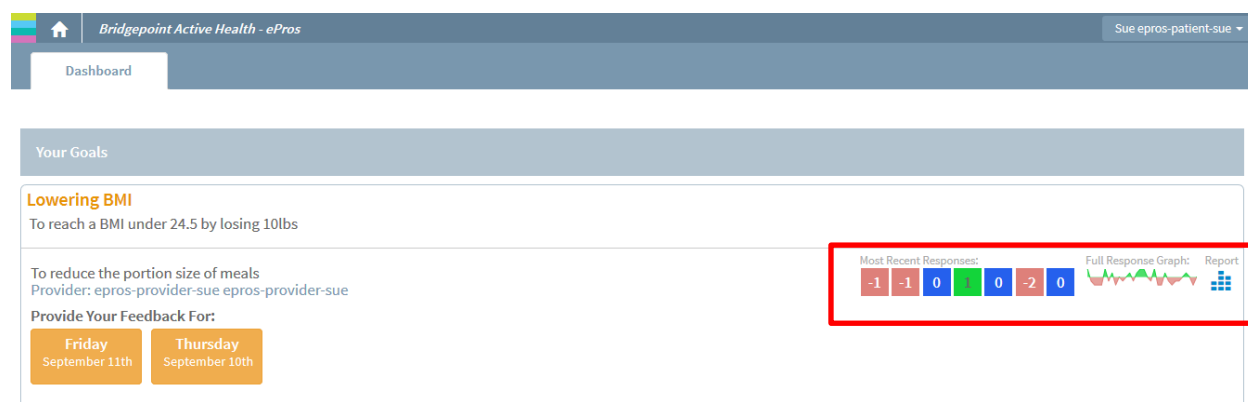 Bridgepoint Active Health - ePros
Sue epros-patient-sue
Dashboard
Your Goals
Lowering BMI
To reach a BMI under 24.5 by losing 10lbs
To reduce the portion size of meals
Provider: epros-provider-sue epros-provider-sue
Provide Your Feedback For:
Friday
September 11th
Thursday
September 10th
Most Recent Responses:
-1 -1 0 1 0 -2 0
Full Response Graph:
Report